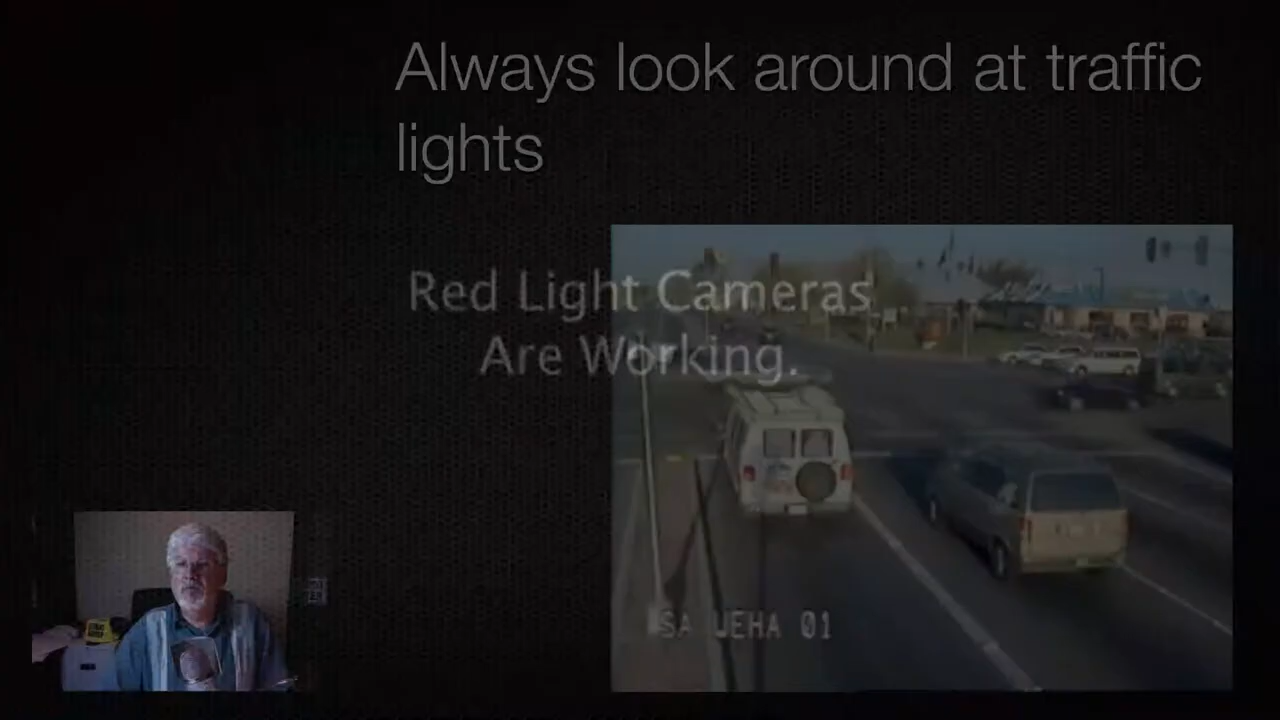 Always look around at traffic
lights
Red Light Cameras
Are Working.
SA JEHA 01